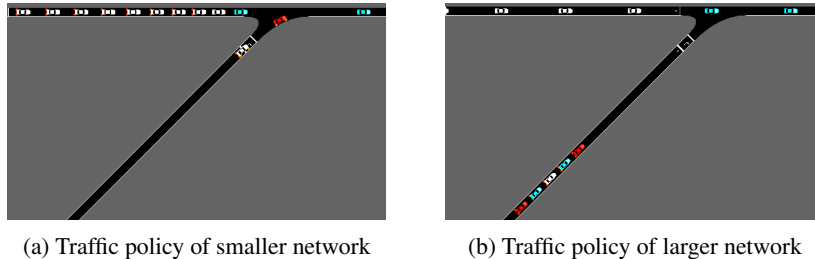 (a) Traffic policy of smaller network
(b) Traffic policy of larger network